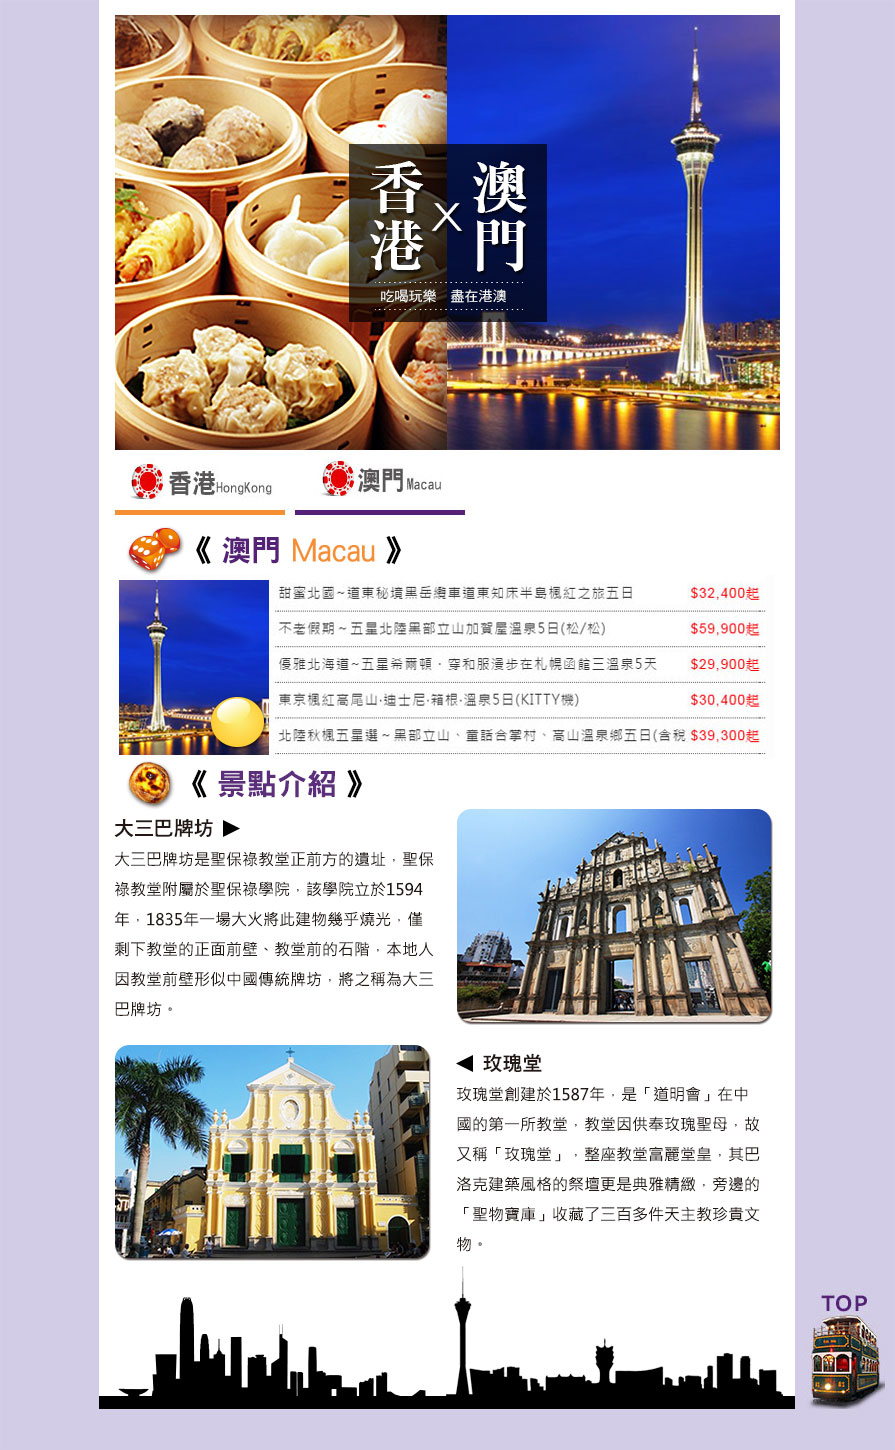 香港 X 澳門
吃喝玩樂 盡在港澳
香港HongKong
澳門Macau
《 澳門 Macau 》
甜蜜北國~道東秘境黑岳纜車道東知床半島楓紅之旅五日 $32,400起
不老假期~五星北陸黑部立山加賀屋溫泉5日(松/松) $59,900起
優雅北海道~五星希爾頓．穿和服漫步在札幌函館三溫泉5天 $29,900起
東京楓紅高尾山‧迪士尼‧箱根‧溫泉5日(KITTY機) $30,400起
北陸秋楓五星選~黑部立山、童話合掌村、高山溫泉鄉五日(含稅 $39,300起
《 景點介紹 》
大三巴牌坊 ▶
大三巴牌坊是聖保祿教堂正前方的遺址，聖保
祿教堂附屬於聖保祿學院，該學院立於1594
年，1835年一場大火將此建物幾乎燒光，僅
剩下教堂的正面前壁、教堂前的石階，本地人
因教堂前壁形似中國傳統牌坊，將之稱為大三
巴牌坊。
◀ 玫瑰堂
玫瑰堂創建於1587年，是「道明會」在中
國的第一所教堂，教堂因供奉玫瑰聖母，故
又稱「玫瑰堂」，整座教堂富麗堂皇，其巴
洛克建築風格的祭壇更是典雅精緻，旁邊的
「聖物寶庫」收藏了三百多件天主教珍貴文
物。
TOP